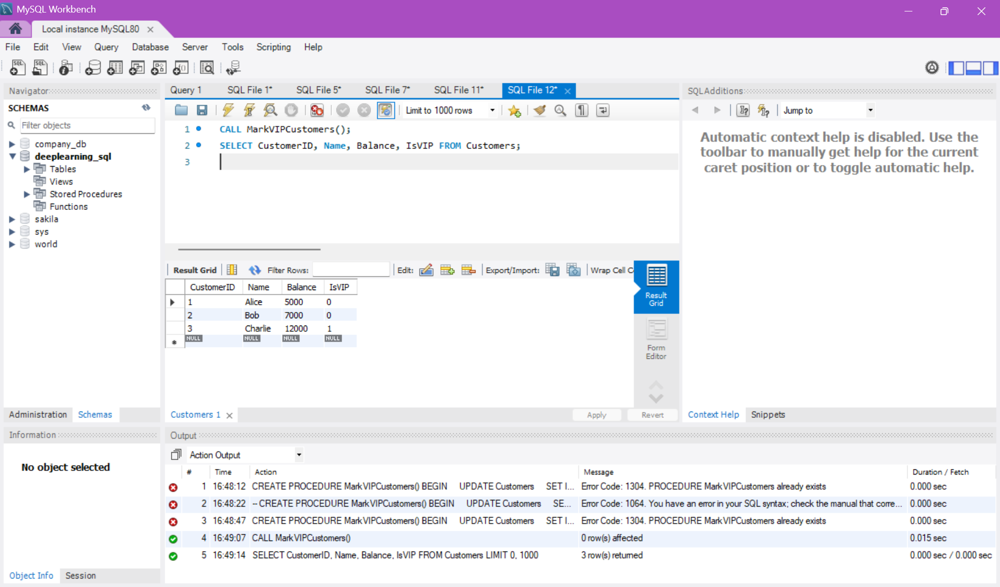 MySQL Workbench
Local instance MySQL80
File Edit View Query Database Server Tools Scripting Help
Navigator
SCHEMAS
Filter objects
company_db
deeplearning_sql
Tables
Views
Stored Procedures
Functions
sakila
sys
world
Administration Schemas
Information
No object selected
Object Info Session
Query 1 SQL File 1* SQL File 5* SQL File 7* SQL File 11* SQL File 12*
Limit to 1000 rows
1 CALL MarkVIPCustomers();
2 SELECT CustomerID, Name, Balance, IsVIP FROM Customers;
3
Result Grid Filter Rows: Edit: Export/Import: Wrap Cell C
CustomerID Name Balance IsVIP
1 Alice 5000 0
2 Bob 7000 0
3 Charlie 12000 1
NULL NULL NULL NULL
Result
Grid
Form
Editor
Customers 1 Apply Revert
SQLAdditions
Jump to
Automatic context help is disabled. Use the
toolbar to manually get help for the current
caret position or to toggle automatic help.
Context Help Snippets
Output
Action Output
# Time Action Message Duration / Fetch
1 16:48:12 CREATE PROCEDURE MarkVIPCustomers() BEGIN UPDATE Customers SET I... Error Code: 1304. PROCEDURE MarkVIPCustomers already exists 0.000 sec
2 16:48:22 -- CREATE PROCEDURE MarkVIPCustomers() BEGIN UPDATE Customers SE... Error Code: 1064. You have an error in your SQL syntax; check the manual that corre... 0.000 sec
3 16:48:47 CREATE PROCEDURE MarkVIPCustomers() BEGIN UPDATE Customers SET I... Error Code: 1304. PROCEDURE MarkVIPCustomers already exists 0.000 sec
4 16:49:07 CALL MarkVIPCustomers() 0 row(s) affected 0.015 sec
5 16:49:14 SELECT CustomerID, Name, Balance, IsVIP FROM Customers LIMIT 0, 1000 3 row(s) returned 0.000 sec / 0.000 sec